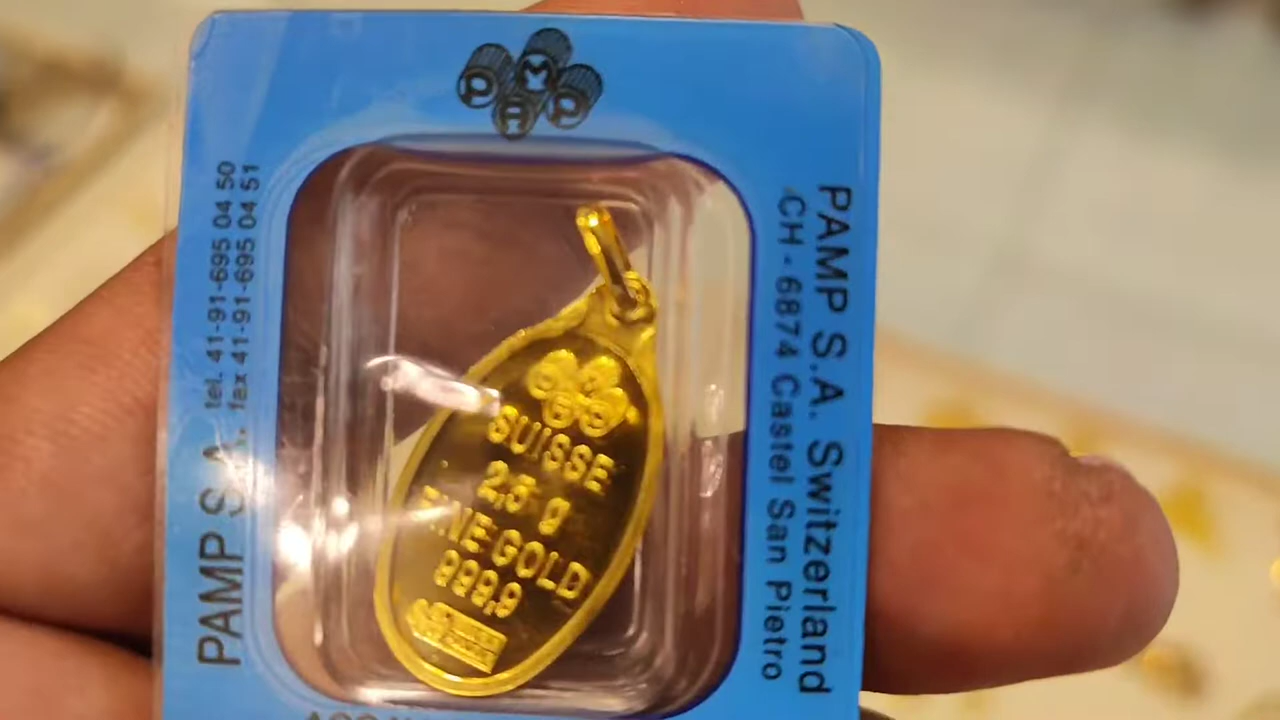 PAMP
PAMP S.A.
tel. 41-91-695 04 50
fax 41-91-695 04 51
SUISSE
2,5 g
FINE GOLD
999,9
PAMP S.A. Switzerland
CH - 6874 Castel San Pietro